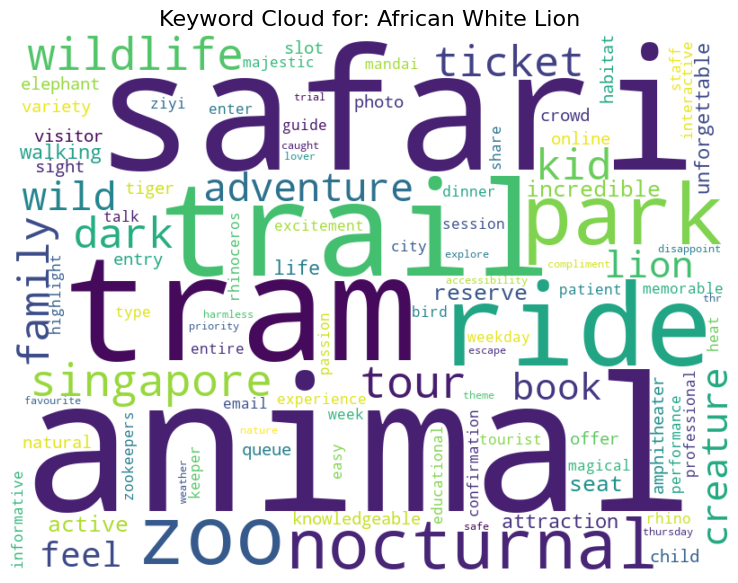 Keyword Cloud for: African White Lion
wildlife
safari
slot
majestic
mandai
ticket
habitat
staff
interactive
unforgettable
elephant
variety
ziyi
enter
trial
photo
crowd
visitor
guide
online
walking
caught
lover
share
kid
sight
wild
tiger
adventure
dinner
incredible
trail
park
talk
dark
rhinoceros
excitement
session
family
highlight
entry
life
city
explore
disappoint
compliment
lion
tram
accessibility
reserve
ride
patient
memorable
thr
type
harmless
priority
bird
weekday
heat
entire
passion
escape
singapore
tour
book
creature
favourite
email
experience
week
theme
animal
natural
zookeepers
nature
queue
easy
educational
confirmation
tourist
offer
amphitheater
performance
professional
keeper
weather
magical
seat
informative
active
zoo
knowledgeable
nocturnal
safe
attraction
rhino
thursday
feel
child